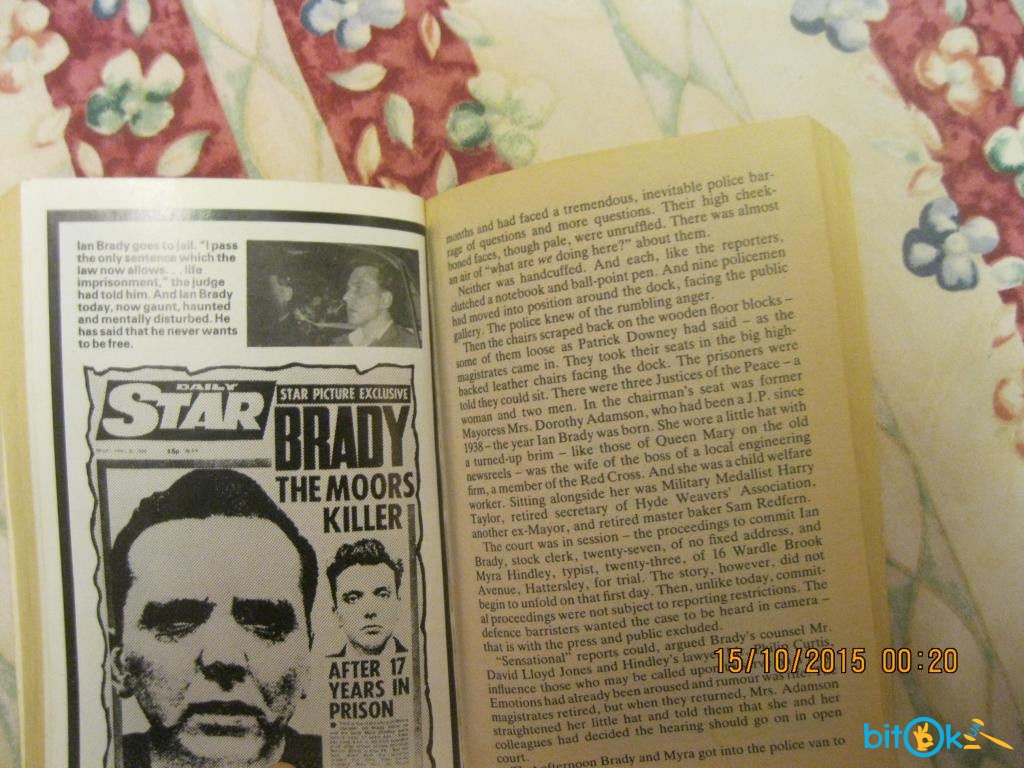 Ian Brady goes to jail. "I pass
the only sentence which the
law now allows. . . life
imprisonment," the judge
had told him. And Ian Brady
today, now gaunt, haunted
and mentally disturbed. He
has said that he never wants
to be free.
DAILY
STAR
STAR PICTURE EXCLUSIVE
BRADY
THE MOORS
KILLER
AFTER 17
YEARS IN
PRISON
months and had faced a tremendous, inevitable police bar-
rage of questions and more questions. Their high cheek-
boned faces, though pale, were unruffled. There was almost
an air of "what are we doing here?" about them.
Neither was handcuffed. And each, like the reporters,
clutched a notebook and ball-point pen. And nine policemen
had moved into position around the dock, facing the public
gallery. The police knew of the rumbling anger.
Then the chairs scraped back on the wooden floor blocks –
some of them loose as Patrick Downey had said – as the
magistrates came in. They took their seats in the big high-
backed leather chairs facing the dock. The prisoners were
told they could sit. There were three Justices of the Peace – a
woman and two men. In the chairman's seat was former
Mayoress Mrs. Dorothy Adamson, who had been a J.P. since
1938 – the year Ian Brady was born. She wore a little hat with
a turned-up brim – like those of Queen Mary on the old
newsreels – was the wife of the boss of a local engineering
firm, a member of the Red Cross. And she was a child welfare
worker. Sitting alongside her was Military Medallist Harry
Taylor, retired secretary of Hyde Weavers' Association,
another ex-Mayor, and retired master baker Sam Redfern.
The court was in session – the proceedings to commit Ian
Brady, stock clerk, twenty-seven, of no fixed address, and
Myra Hindley, typist, twenty-three, of 16 Wardle Brook
Avenue, Hattersley, for trial. The story, however, did not
begin to unfold on that first day. Then, unlike today, commit-
al proceedings were not subject to reporting restrictions. The
defence barristers wanted the case to be heard in camera –
that is with the press and public excluded.
"Sensational" reports could, argued Brady's counsel Mr.
David Lloyd Jones and Hindley's lawyer Curtis,
influence those who may be called upon
Emotions had already been aroused and rumour was
magistrates retired, but when they returned, Mrs. Adamson
straightened her little hat and told them that she and her
colleagues had decided the hearing should go on in open
court.
afternoon Brady and Myra got into the police van to
15/10/2015 00:20
bitok